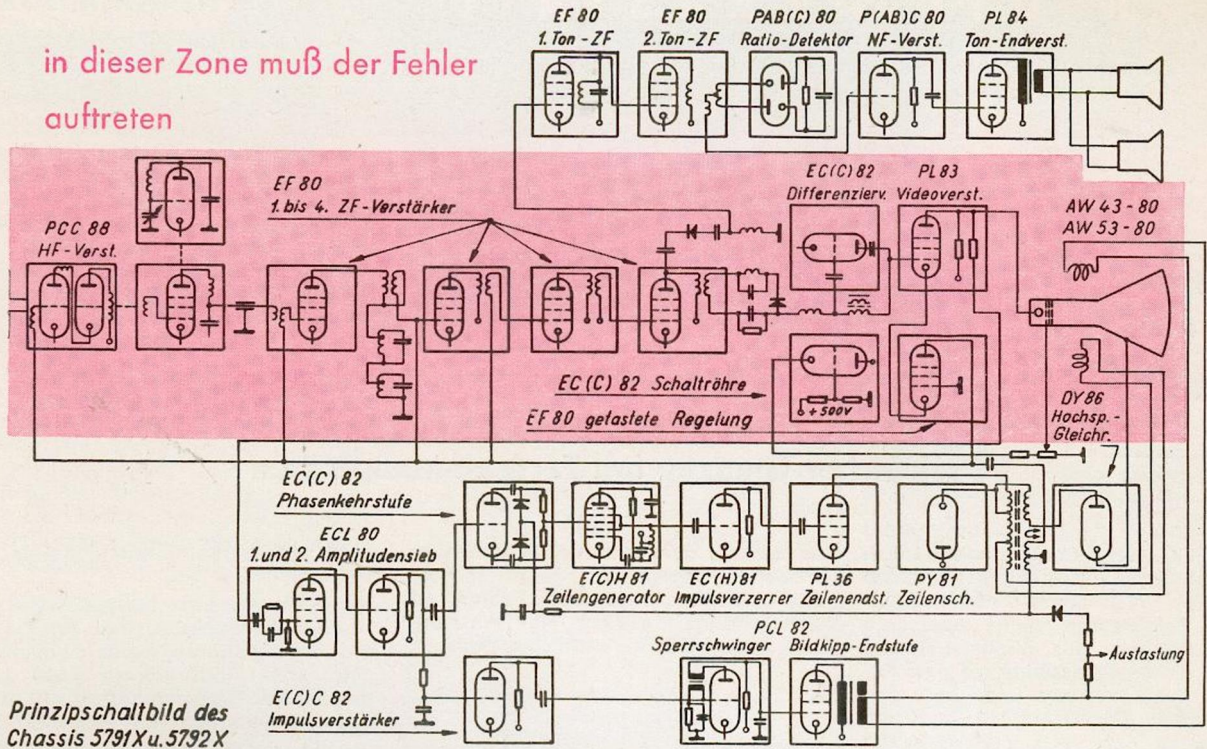 in dieser Zone muß der Fehler
auftreten
EF 80
1. Ton-ZF
EF 80
2. Ton-ZF
PAB(C) 80
Ratio-Detektor
P(AB)C 80
NF-Verst.
PL 84
Ton-Endverst.
PCC 88
HF-Verst.
EF 80
1. bis 4. ZF-Verstärker
EC(C) 82
Differenzierv.
PL 83
Videoverst.
AW 43-80
AW 53-80
EC(C) 82 Schaltröhre
+500V
EF 80 getastete Regelung
DY 86
Hochsp.-
Gleichr.
EC(C) 82
Phasenkehrstufe
ECL 80
1. und 2. Amplitudensieb
E(C)H 81
Zeilengenerator
EC(H) 81
Impulsverzerrer
PL 36
Zeilenendst.
PY 81
Zeilensch.
PCL 82
Sperrschwinger Bildkipp-Endstufe
Austastung
E(C)C 82
Impulsverstärker
Prinzipschaltbild des
Chassis 5791X u. 5792X